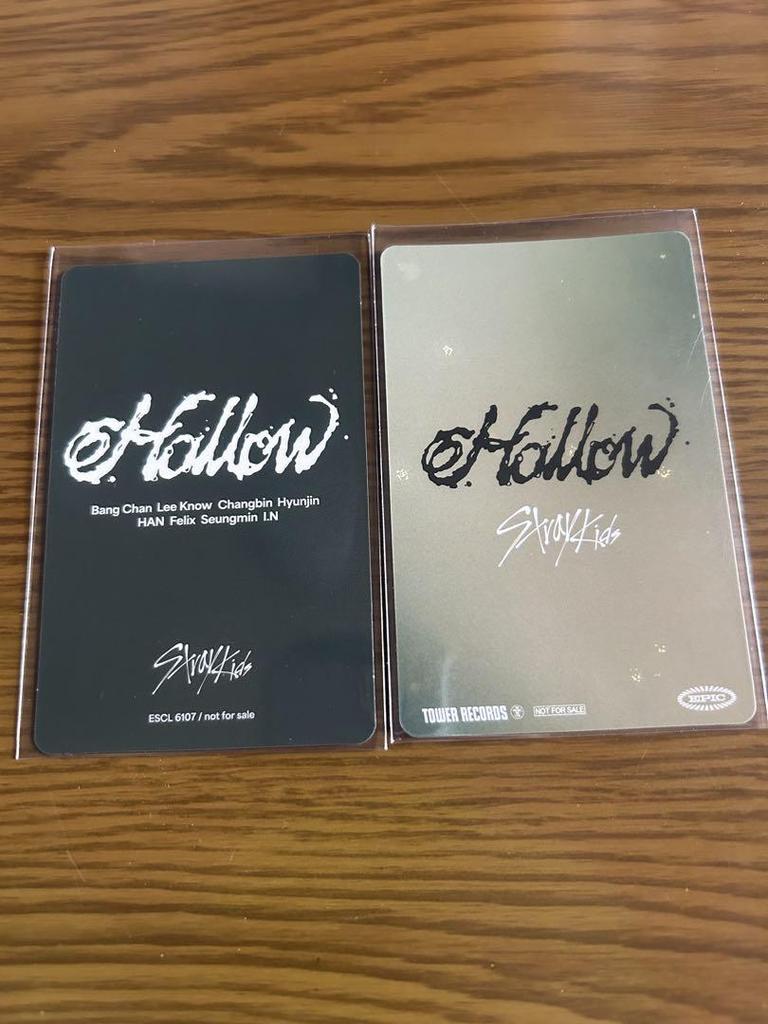 Hollow
Bang Chan Lee Know Changbin Hyunjin
HAN Felix Seungmin I.N
Stray Kids
ESCL 6107 / not for sale
Hollow
Stray Kids
TOWER RECORDS
NOT FOR SALE
EPIC